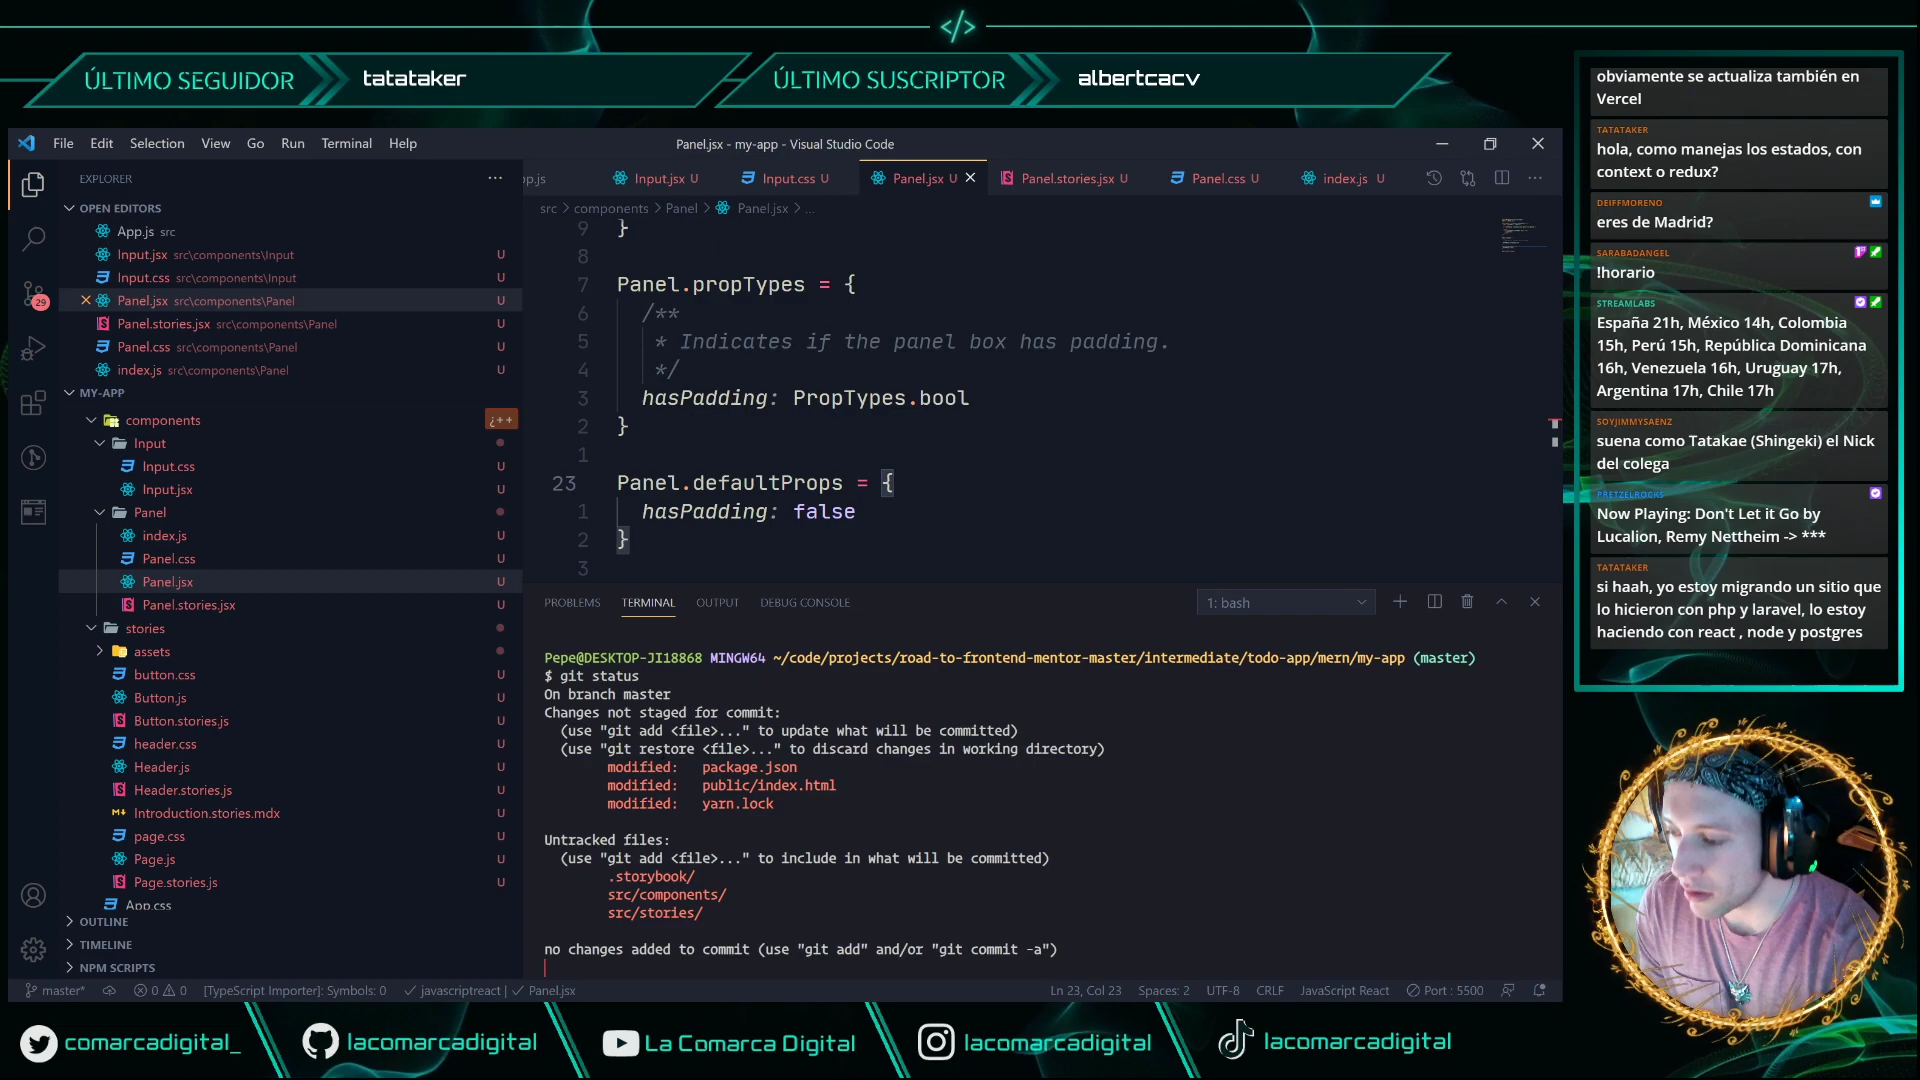 </>
ÚLTIMO SEGUIDOR
tatataker
ÚLTIMO SUSCRIPTOR
albertcacv
File Edit Selection View Go Run Terminal Help
Panel.jsx - my-app - Visual Studio Code
EXPLORER
OPEN EDITORS
App.js src
Input.jsx src\components\Input U
Input.css src\components\Input U
Panel.jsx src\components\Panel U
Panel.stories.jsx src\components\Panel U
Panel.css src\components\Panel U
index.js src\components\Panel U
29
MY-APP
components ¿++
Input
Input.css U
Input.jsx U
Panel
index.js U
Panel.css U
Panel.jsx U
Panel.stories.jsx U
stories
assets
button.css U
Button.js U
Button.stories.js U
header.css U
Header.js U
Header.stories.js U
Introduction.stories.mdx U
page.css U
Page.js U
Page.stories.js U
App.css
OUTLINE
TIMELINE
NPM SCRIPTS
pp.js Input.jsx U Input.css U Panel.jsx U Panel.stories.jsx U Panel.css U index.js U
src > components > Panel > Panel.jsx > ...
9 }
8
7 Panel.propTypes = {
6 /**
5 * Indicates if the panel box has padding.
4 */
3 hasPadding: PropTypes.bool
2 }
1
23 Panel.defaultProps = {
1 hasPadding: false
2 }
3
PROBLEMS TERMINAL OUTPUT DEBUG CONSOLE
1: bash
Pepe@DESKTOP-JI18868 MINGW64 ~/code/projects/road-to-frontend-mentor-master/intermediate/todo-app/mern/my-app (master)
$ git status
On branch master
Changes not staged for commit:
(use "git add <file>..." to update what will be committed)
(use "git restore <file>..." to discard changes in working directory)
modified: package.json
modified: public/index.html
modified: yarn.lock
Untracked files:
(use "git add <file>..." to include in what will be committed)
.storybook/
src/components/
src/stories/
no changes added to commit (use "git add" and/or "git commit -a")
master* 0 0 [TypeScript Importer]: Symbols: 0 javascriptreact | Panel.jsx
Ln 23, Col 23 Spaces: 2 UTF-8 CRLF JavaScript React Port : 5500
obviamente se actualiza también en
Vercel
TATATAKER
hola, como manejas los estados, con
context o redux?
DEIFFMORENO
eres de Madrid?
SARABADANGEL
!horario
STREAMLABS
España 21h, México 14h, Colombia
15h, Perú 15h, República Dominicana
16h, Venezuela 16h, Uruguay 17h,
Argentina 17h, Chile 17h
SOYJIMMYSAENZ
suena como Tatakae (Shingeki) el Nick
del colega
PRETZELROCKS
Now Playing: Don't Let it Go by
Lucalion, Remy Nettheim -> ***
TATATAKER
si haah, yo estoy migrando un sitio que
lo hicieron con php y laravel, lo estoy
haciendo con react , node y postgres
comarcadigital_
lacomarcadigital
La Comarca Digital
lacomarcadigital
lacomarcadigital